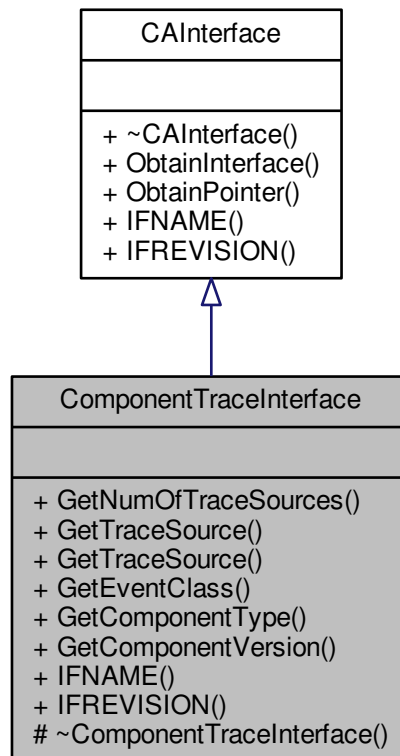 CAInterface
+ ~CAInterface()
+ ObtainInterface()
+ ObtainPointer()
+ IFNAME()
+ IFREVISION()
ComponentTraceInterface
+ GetNumOfTraceSources()
+ GetTraceSource()
+ GetTraceSource()
+ GetEventClass()
+ GetComponentType()
+ GetComponentVersion()
+ IFNAME()
+ IFREVISION()
# ~ComponentTraceInterface()